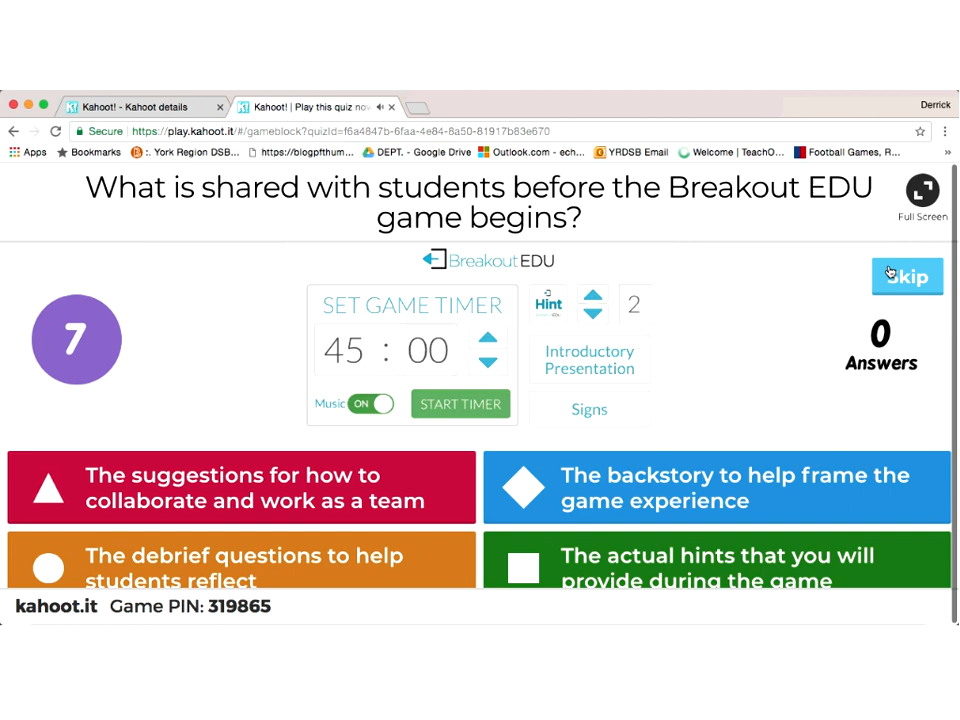 Kahoot! - Kahoot details
Kahoot! | Play this quiz now
Derrick
Secure https://play.kahoot.it/#/gameblock?quizId=f6a4847b-6faa-4e84-8a50-81917b83e670
Apps Bookmarks :. York Region DSB... https://blogpfthum... DEPT. - Google Drive Outlook.com - ech... YRDSB Email Welcome | TeachO... Football Games, R... »
What is shared with students before the Breakout EDU
game begins?
Full Screen
Breakout EDU
Skip
7
SET GAME TIMER
45 : 00
Music ON START TIMER
Hint 2
Introductory
Presentation
Signs
0
Answers
The suggestions for how to
collaborate and work as a team
The backstory to help frame the
game experience
The debrief questions to help
students reflect
The actual hints that you will
provide during the game
kahoot.it Game PIN: 319865